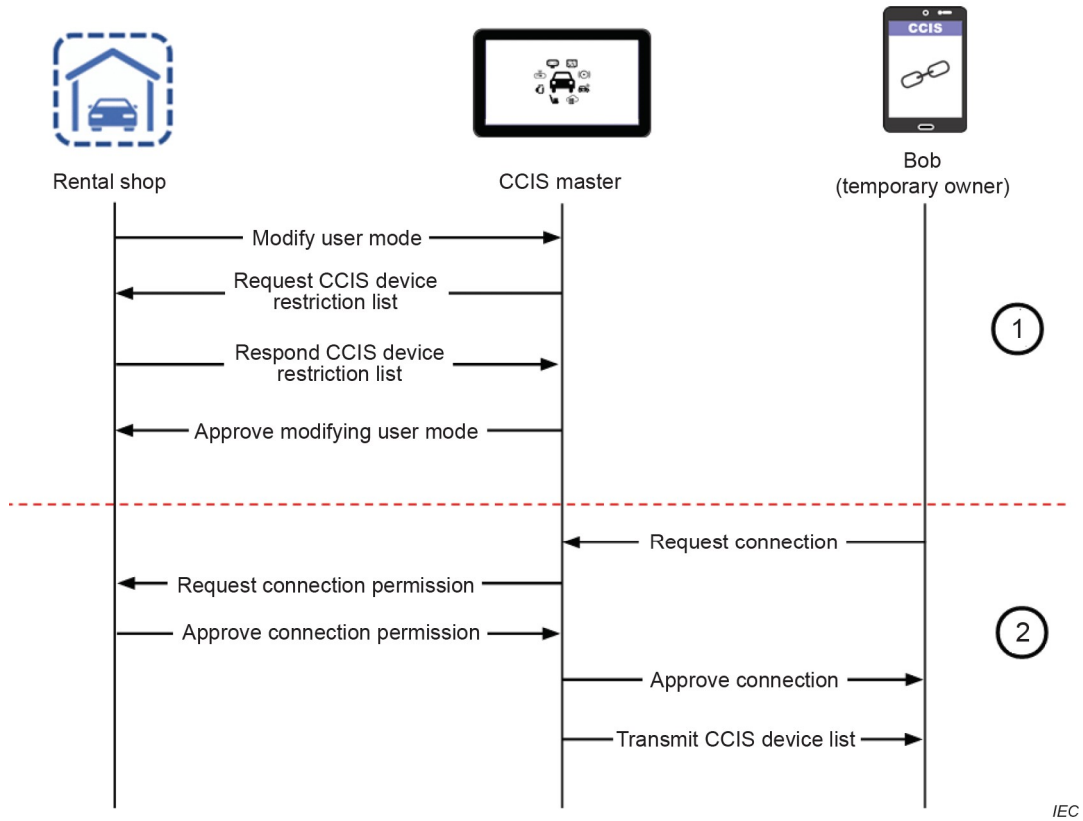 CCIS
Rental shop
CCIS master
Bob
(temporary owner)
Modify user mode
Request CCIS device
restriction list
1
Respond CCIS device
restriction list
Approve modifying user mode
Request connection
Request connection permission
Approve connection permission
2
Approve connection
Transmit CCIS device list
IEC